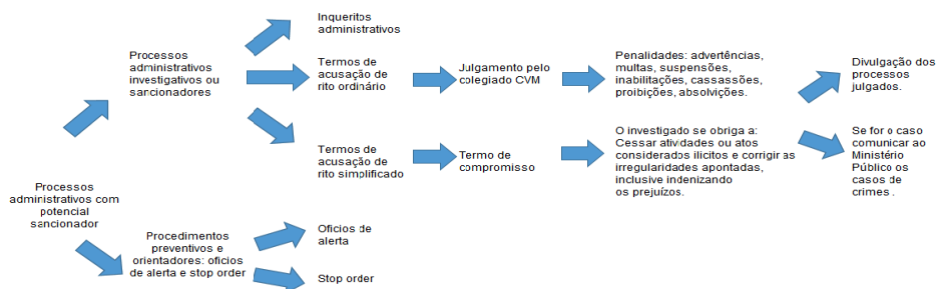 Inqueritos
administrativos
Processos
administrativos
investigativos ou
sancionadores
Termos de
acusação de
rito ordinário
Julgamento pelo
colegiado CVM
Penalidades: advertências,
multas, suspensões,
inabilitações, cassassões,
proibições, absolvições.
Divulgação dos
processos
julgados.
Termos de
acusação de
rito simplificado
Termo de
compromisso
O investigado se obriga a:
Cessar atividades ou atos
considerados ilicitos e corrigir as
irregularidades apontadas,
inclusive indenizando
os prejuízos.
Se for o caso
comunicar ao
Ministério
Público os
casos de
crimes .
Processos
administrativos com
potencial
sancionador
Procedimentos
preventivos e
orientadores: oficios
de alerta e stop order
Oficios de
alerta
Stop order